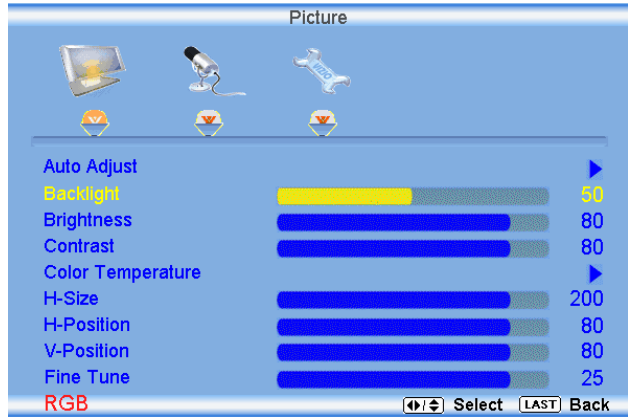 Picture
VIZIO
Auto Adjust
Backlight 50
Brightness 80
Contrast 80
Color Temperature
H-Size 200
H-Position 80
V-Position 80
Fine Tune 25
RGB Select LAST Back